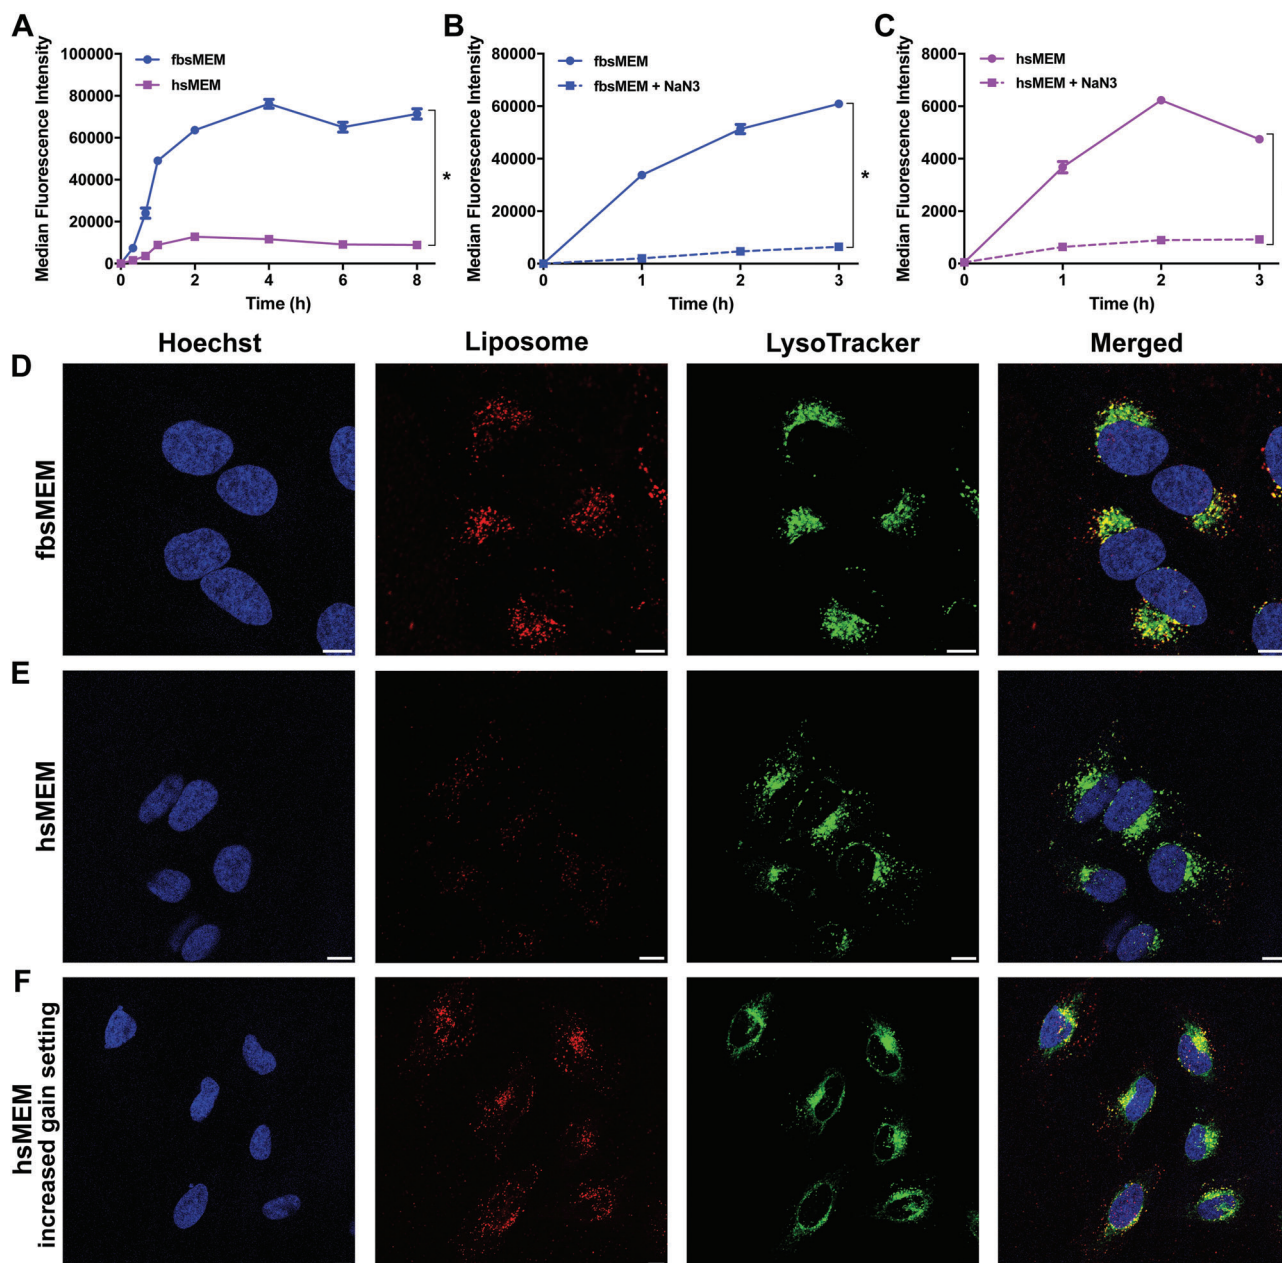 A
Median Fluorescence Intensity
100000
80000
60000
40000
20000
0
fbsMEM
hsMEM
*
0 2 4 6 8
Time (h)
B
Median Fluorescence Intensity
80000
60000
40000
20000
0
fbsMEM
fbsMEM + NaN3
*
0 1 2 3
Time (h)
C
Median Fluorescence Intensity
8000
6000
4000
2000
0
hsMEM
hsMEM + NaN3
0 1 2 3
Time (h)
Hoechst Liposome LysoTracker Merged
D
fbsMEM
E
hsMEM
F
hsMEM
increased gain setting